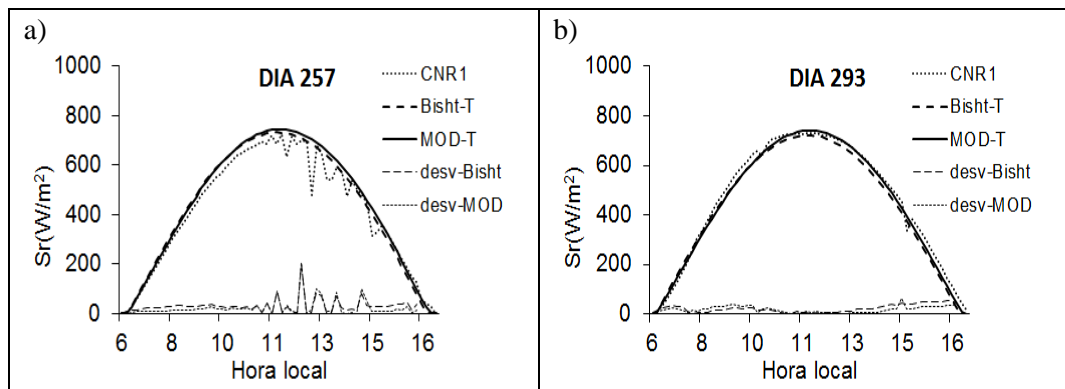 a)
1000
800
600
400
200
0
Sr(W/m²)
DIA 257
CNR1
Bisht-T
MOD-T
desv-Bisht
desv-MOD
6 8 10 11 13 15 16
Hora local
b)
1000
800
600
400
200
0
Sr(W/m²)
DIA 293
CNR1
Bisht-T
MOD-T
desv-Bisht
desv-MOD
6 8 10 11 13 15 16
Hora local